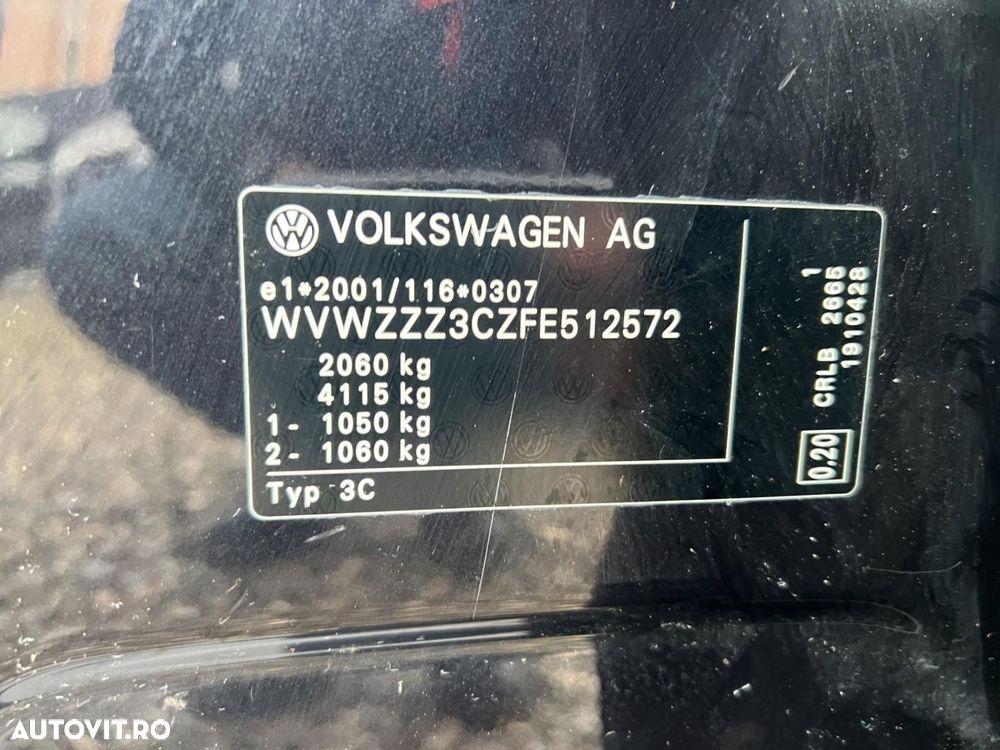 VOLKSWAGEN AG
e1*2001/116*0307
WVWZZZ3CZFE512572
2060 kg
4115 kg
1- 1050 kg
2- 1060 kg
Typ 3C
1
CRLB 2665
1910428
0.20
AUTOVIT.RO